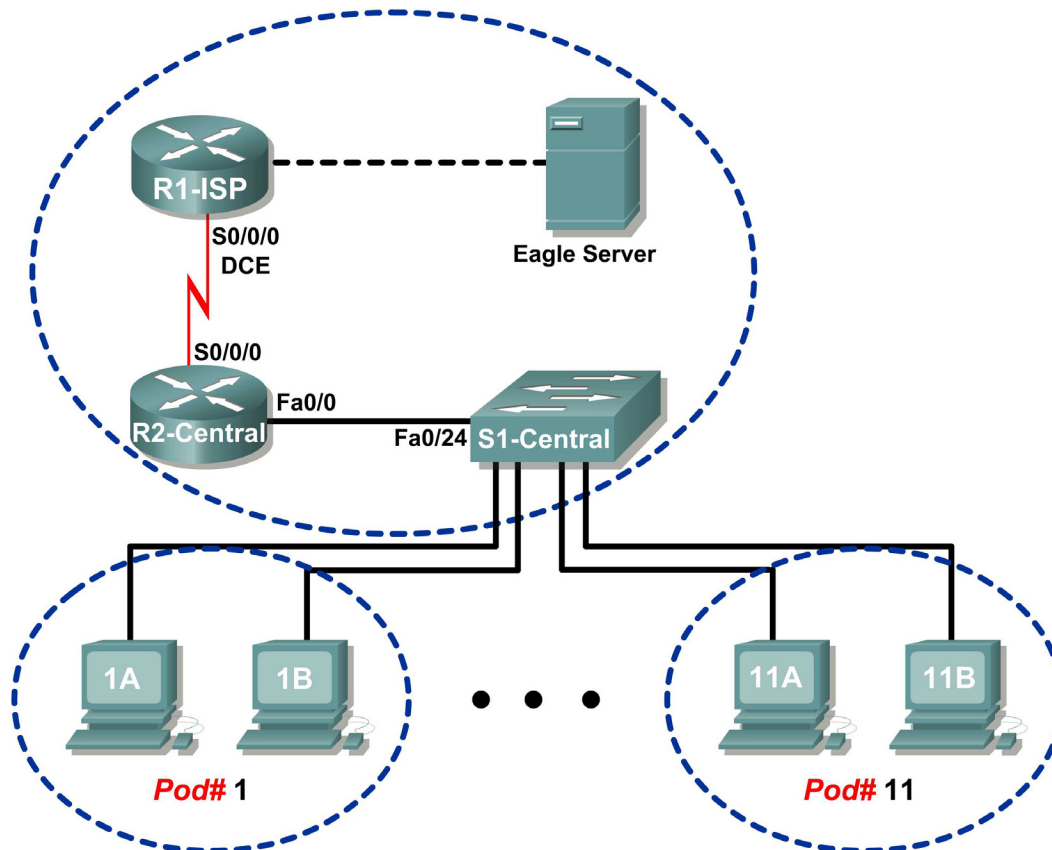 R1-ISP
S0/0/0
DCE
Eagle Server
S0/0/0
R2-Central
Fa0/0
Fa0/24
S1-Central
1A
1B
11A
11B
Pod# 1
Pod# 11